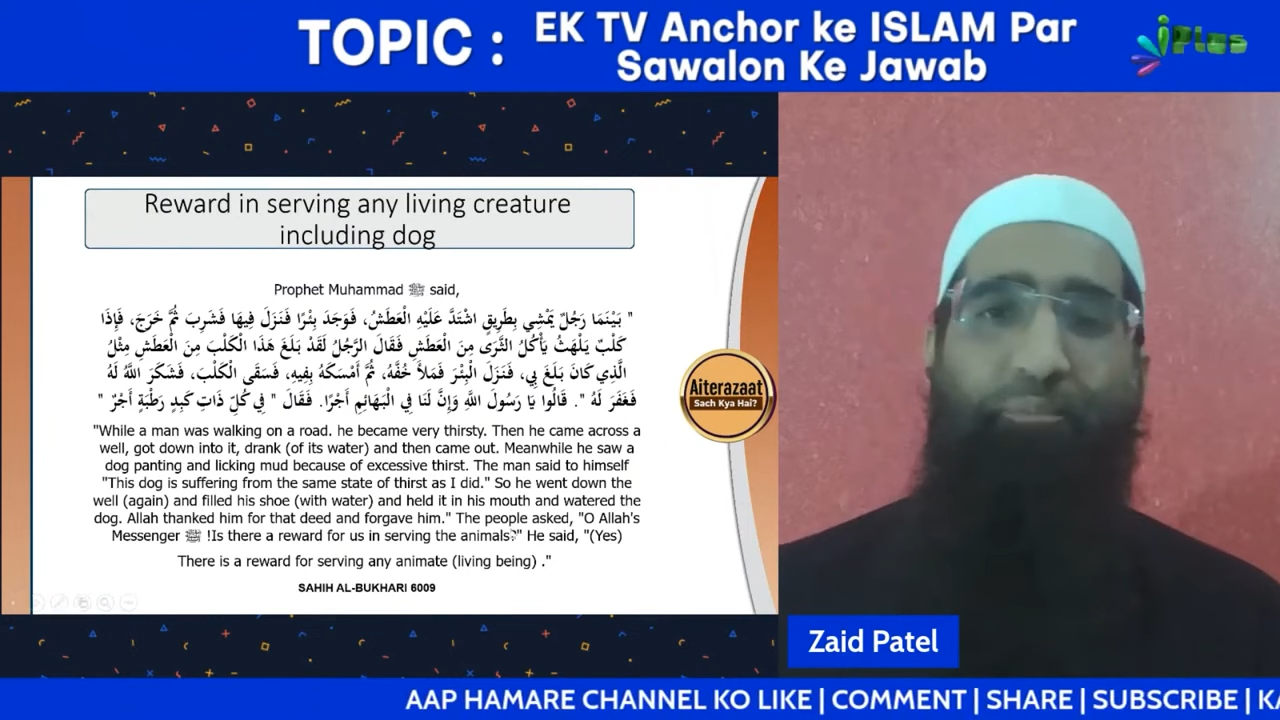 TOPIC :
EK TV Anchor ke ISLAM Par
Sawalon Ke Jawab
iPlus
Reward in serving any living creature
including dog
Prophet Muhammad ﷺ said,
" بَيْنَمَا رَجُلٌ يَمْشِي بِطَرِيقٍ اشْتَدَّ عَلَيْهِ الْعَطَشُ، فَوَجَدَ بِئْرًا فَنَزَلَ فِيهَا فَشَرِبَ ثُمَّ خَرَجَ، فَإِذَا
كَلْبٌ يَلْهَثُ يَأْكُلُ الثَّرَى مِنَ الْعَطَشِ فَقَالَ الرَّجُلُ لَقَدْ بَلَغَ هَذَا الْكَلْبَ مِنَ الْعَطَشِ مِثْلُ
الَّذِي كَانَ بَلَغَ بِي، فَنَزَلَ الْبِئْرَ فَمَلأَ خُفَّهُ، ثُمَّ أَمْسَكَهُ بِفِيهِ، فَسَقَى الْكَلْبَ، فَشَكَرَ اللَّهُ لَهُ
فَغَفَرَ لَهُ ". قَالُوا يَا رَسُولَ اللَّهِ وَإِنَّ لَنَا فِي الْبَهَائِمِ أَجْرًا. فَقَالَ " فِي كُلِّ ذَاتِ كَبِدٍ رَطْبَةٍ أَجْرٌ "
"While a man was walking on a road. he became very thirsty. Then he came across a
well, got down into it, drank (of its water) and then came out. Meanwhile he saw a
dog panting and licking mud because of excessive thirst. The man said to himself
"This dog is suffering from the same state of thirst as I did." So he went down the
well (again) and filled his shoe (with water) and held it in his mouth and watered the
dog. Allah thanked him for that deed and forgave him." The people asked, "O Allah's
Messenger ﷺ !Is there a reward for us in serving the animals?" He said, "(Yes)
There is a reward for serving any animate (living being) ."
SAHIH AL-BUKHARI 6009
Aiterazaat
Sach Kya Hai?
Zaid Patel
AAP HAMARE CHANNEL KO LIKE | COMMENT | SHARE | SUBSCRIBE | KA